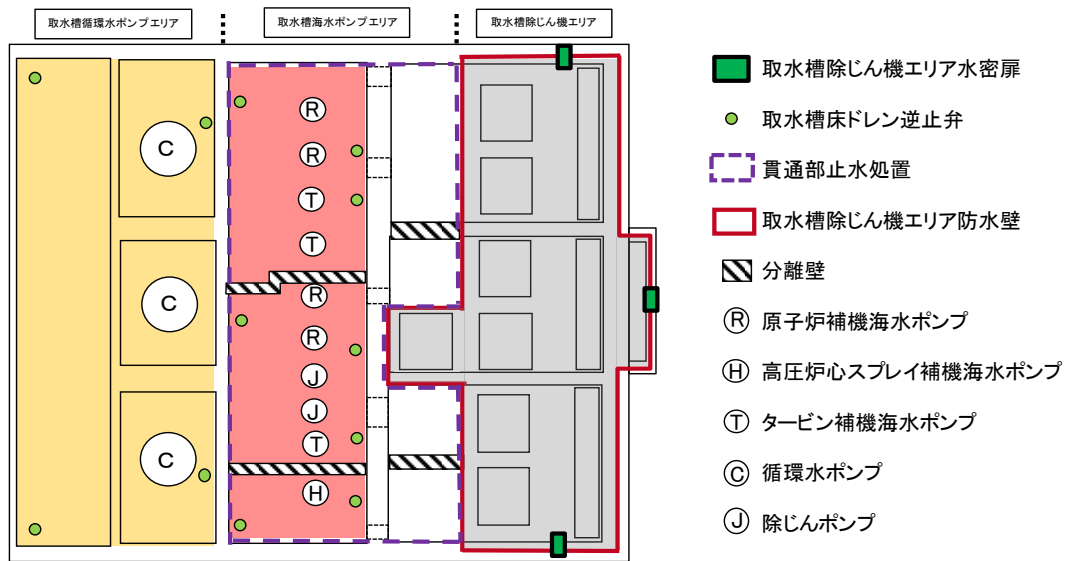 取水槽循環水ポンプエリア
取水槽海水ポンプエリア
取水槽除じん機エリア
C
C
C
R
R
T
T
R
R
J
J
T
H
取水槽除じん機エリア水密扉
取水槽床ドレン逆止弁
貫通部止水処置
取水槽除じん機エリア防水壁
分離壁
R 原子炉補機海水ポンプ
H 高圧炉心スプレイ補機海水ポンプ
T タービン補機海水ポンプ
C 循環水ポンプ
J 除じんポンプ